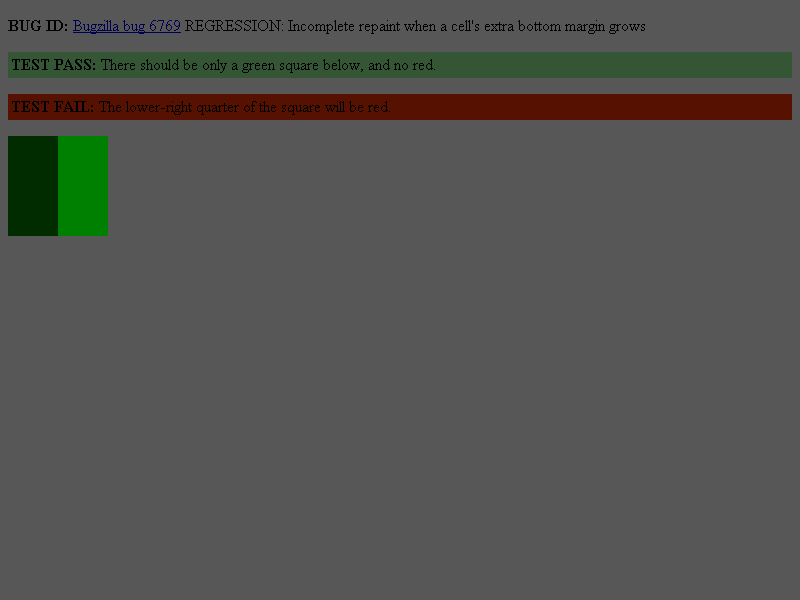 BUG ID: Bugzilla bug 6769 REGRESSION: Incomplete repaint when a cell's extra bottom margin grows
TEST PASS: There should be only a green square below, and no red.
TEST FAIL: The lower-right quarter of the square will be red.